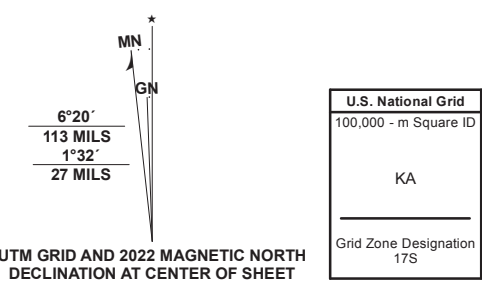 MN
GN
6°20´
113 MILS
1°32´
27 MILS
UTM GRID AND 2022 MAGNETIC NORTH
DECLINATION AT CENTER OF SHEET
U.S. National Grid
100,000 - m Square ID
KA
Grid Zone Designation
17S